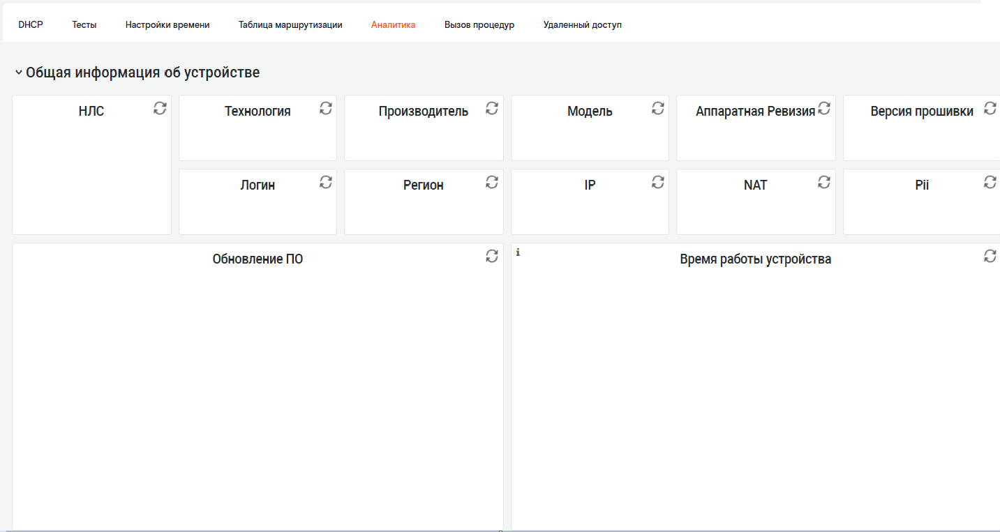 DHCP Тесты Настройки времени Таблица маршрутизации Аналитика Вызов процедур Удаленный доступ
Общая информация об устройстве
НЛС Технология Производитель Модель Аппаратная Ревизия Версия прошивки
Логин Регион IP NAT Pii
Обновление ПО i Время работы устройства